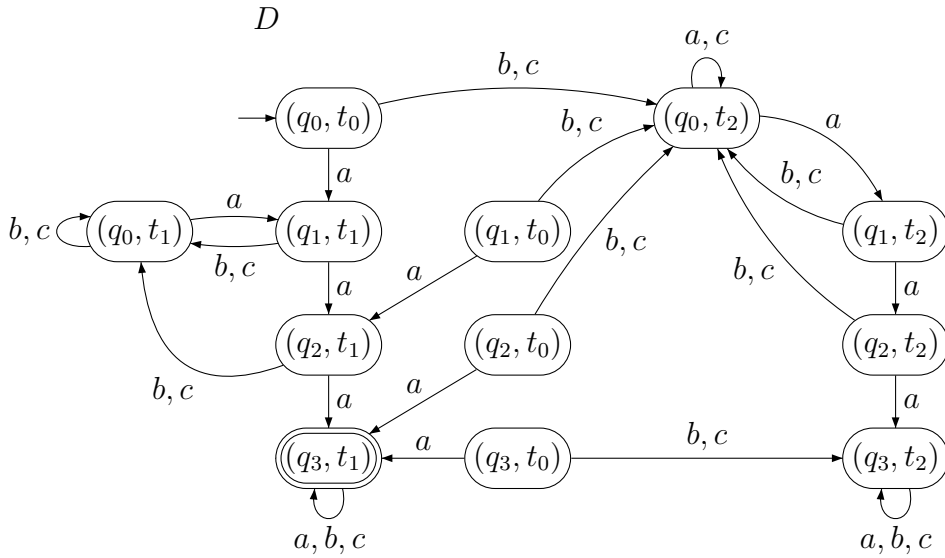 D
a, c
b, c
(q₀, t₀)
(q₀, t₂)
b, c
a
a
b, c
a
b, c
(q₀, t₁)
(q₁, t₁)
(q₁, t₀)
(q₁, t₂)
b, c
b, c
a
a
b, c
a
(q₂, t₁)
(q₂, t₀)
(q₂, t₂)
b, c
a
a
a
(q₃, t₁)
a
(q₃, t₀)
b, c
(q₃, t₂)
a, b, c
a, b, c